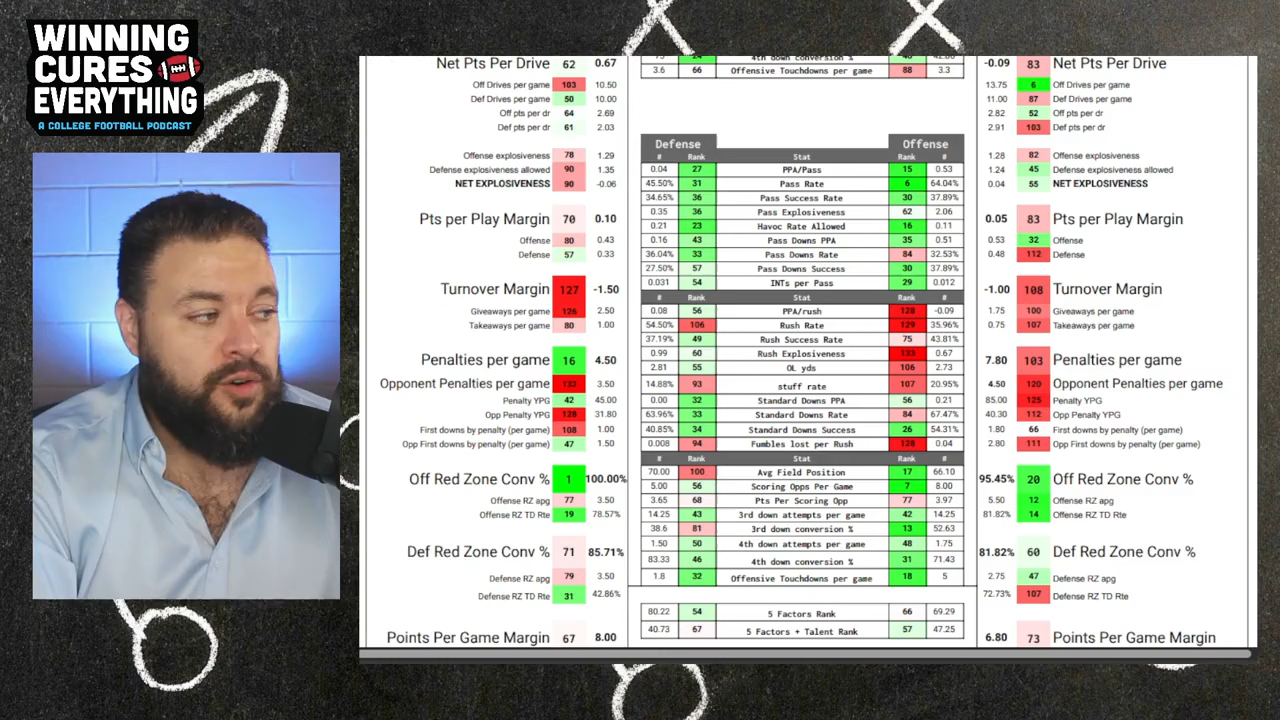 WINNING
CURES
EVERYTHING
A COLLEGE FOOTBALL PODCAST
Net Pts Per Drive 62 0.67
Off Drives per game 103 10.50
Def Drives per game 50 10.00
Off pts per dr 64 2.69
Def pts per dr 61 2.03
Offense explosiveness 78 1.29
Defense explosiveness allowed 90 1.35
NET EXPLOSIVENESS 90 -0.06
Pts per Play Margin 70 0.10
Offense 80 0.43
Defense 57 0.33
Turnover Margin 127 -1.50
Giveaways per game 126 2.50
Takeaways per game 80 1.00
Penalties per game 16 4.50
Opponent Penalties per game 132 3.50
Penalty YPG 42 45.00
Opp Penalty YPG 128 31.80
First downs by penalty (per game) 108 1.00
Opp First downs by penalty (per game) 47 1.50
Off Red Zone Conv % 1 100.00%
Offense RZ apg 77 3.50
Offense RZ TD Rte 19 78.57%
Def Red Zone Conv % 71 85.71%
Defense RZ apg 79 3.50
Defense RZ TD Rte 31 42.86%
Points Per Game Margin 67 8.00
4th down conversion %
3.6 66 Offensive Touchdowns per game 88 3.3
Defense Offense
# Rank Stat Rank #
0.04 27 PPA/Pass 15 0.53
45.50% 31 Pass Rate 6 64.04%
34.65% 36 Pass Success Rate 30 37.89%
0.35 36 Pass Explosiveness 62 2.06
0.21 23 Havoc Rate Allowed 16 0.11
0.16 43 Pass Downs PPA 35 0.51
36.04% 33 Pass Downs Rate 84 32.53%
27.50% 57 Pass Downs Success 30 37.89%
0.031 54 INTs per Pass 29 0.012
# Rank Stat Rank #
0.08 56 PPA/rush 128 -0.09
54.50% 106 Rush Rate 129 35.96%
37.19% 49 Rush Success Rate 75 43.81%
0.99 60 Rush Explosiveness 133 0.67
2.81 55 OL yds 106 2.73
14.88% 93 stuff rate 107 20.95%
0.00 32 Standard Downs PPA 56 0.21
63.96% 33 Standard Downs Rate 84 67.47%
40.85% 34 Standard Downs Success 26 54.31%
0.008 94 Fumbles lost per Rush 128 0.04
# Rank Stat Rank #
70.00 100 Avg Field Position 17 66.10
5.00 56 Scoring Opps Per Game 7 8.00
3.65 68 Pts Per Scoring Opp 77 3.97
14.25 43 3rd down attempts per game 42 14.25
38.6 81 3rd down conversion % 13 52.63
1.50 50 4th down attempts per game 48 1.75
83.33 46 4th down conversion % 31 71.43
1.8 32 Offensive Touchdowns per game 18 5
80.22 54 5 Factors Rank 66 69.29
40.73 67 5 Factors + Talent Rank 57 47.25
-0.09 83 Net Pts Per Drive
13.75 6 Off Drives per game
11.00 87 Def Drives per game
2.82 52 Off pts per dr
2.91 103 Def pts per dr
1.28 82 Offense explosiveness
1.24 45 Defense explosiveness allowed
0.04 55 NET EXPLOSIVENESS
0.05 83 Pts per Play Margin
0.53 32 Offense
0.48 112 Defense
-1.00 108 Turnover Margin
1.75 100 Giveaways per game
0.75 107 Takeaways per game
7.80 103 Penalties per game
4.50 120 Opponent Penalties per game
85.00 125 Penalty YPG
40.30 112 Opp Penalty YPG
1.80 66 First downs by penalty (per game)
2.80 111 Opp First downs by penalty (per game)
95.45% 20 Off Red Zone Conv %
5.50 12 Offense RZ apg
81.82% 14 Offense RZ TD Rte
81.82% 60 Def Red Zone Conv %
2.75 47 Defense RZ apg
72.73% 107 Defense RZ TD Rte
6.80 73 Points Per Game Margin